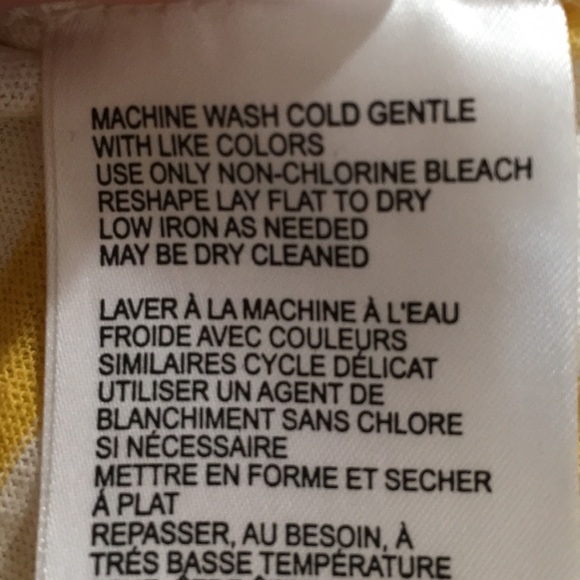 MACHINE WASH COLD GENTLE
WITH LIKE COLORS
USE ONLY NON-CHLORINE BLEACH
RESHAPE LAY FLAT TO DRY
LOW IRON AS NEEDED
MAY BE DRY CLEANED
LAVER À LA MACHINE À L'EAU
FROIDE AVEC COULEURS
SIMILAIRES CYCLE DÉLICAT
UTILISER UN AGENT DE
BLANCHIMENT SANS CHLORE
SI NÉCESSAIRE
METTRE EN FORME ET SECHER
Á PLAT
REPASSER, AU BESOIN, À
TRÉS BASSE TEMPÉRATURE